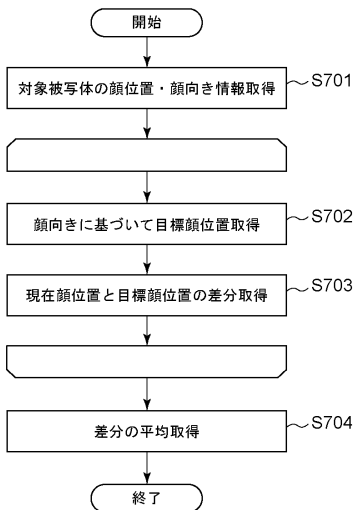 開始
対象被写体の顔位置・顔向き情報取得 S701
顔向きに基づいて目標顔位置取得 S702
現在顔位置と目標顔位置の差分取得 S703
差分の平均取得 S704
終了